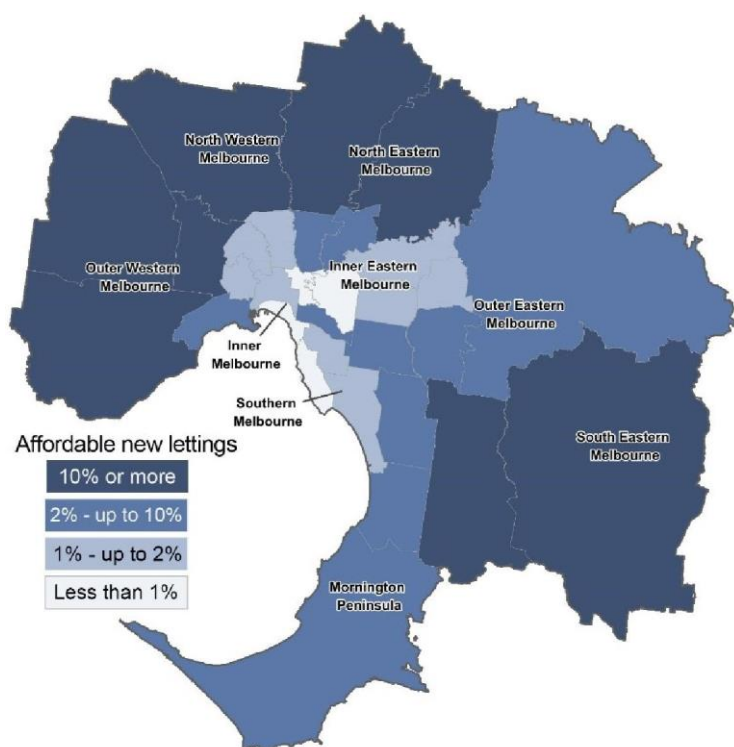 North Western
Melbourne
North Eastern
Melbourne
Outer Western
Melbourne
Inner Eastern
Melbourne
Outer Eastern
Melbourne
Inner
Melbourne
Southern
Melbourne
South Eastern
Melbourne
Mornington
Peninsula
Affordable new lettings
10% or more
2% - up to 10%
1% - up to 2%
Less than 1%